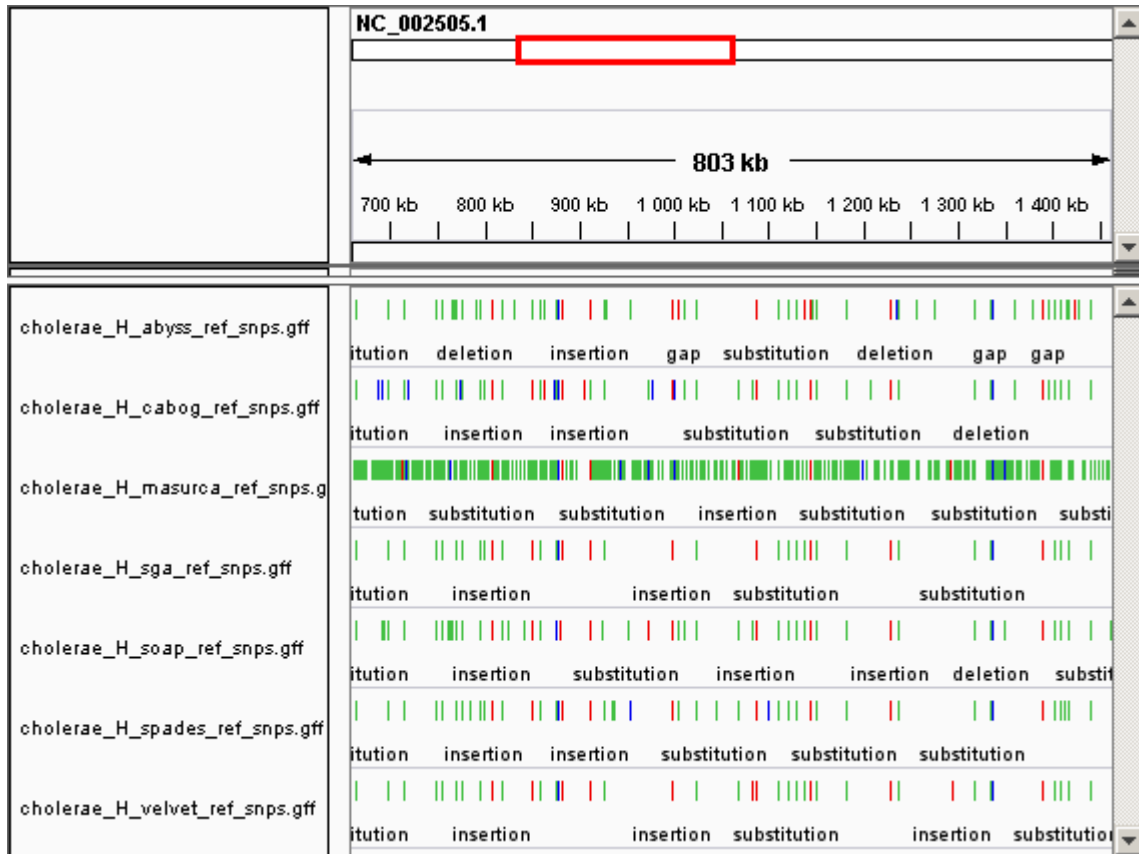 NC_002505.1
803 kb
700 kb 800 kb 900 kb 1 000 kb 1 100 kb 1 200 kb 1 300 kb 1 400 kb
cholerae_H_abyss_ref_snps.gff
itution deletion insertion gap substitution deletion gap gap
cholerae_H_cabog_ref_snps.gff
itution insertion insertion substitution substitution deletion
cholerae_H_masurca_ref_snps.g
tution substitution substitution insertion substitution substitution substi
cholerae_H_sga_ref_snps.gff
itution insertion insertion substitution substitution
cholerae_H_soap_ref_snps.gff
itution insertion substitution insertion insertion deletion substit
cholerae_H_spades_ref_snps.gff
itution insertion insertion substitution substitution substitution
cholerae_H_velvet_ref_snps.gff
itution insertion insertion substitution insertion substitution